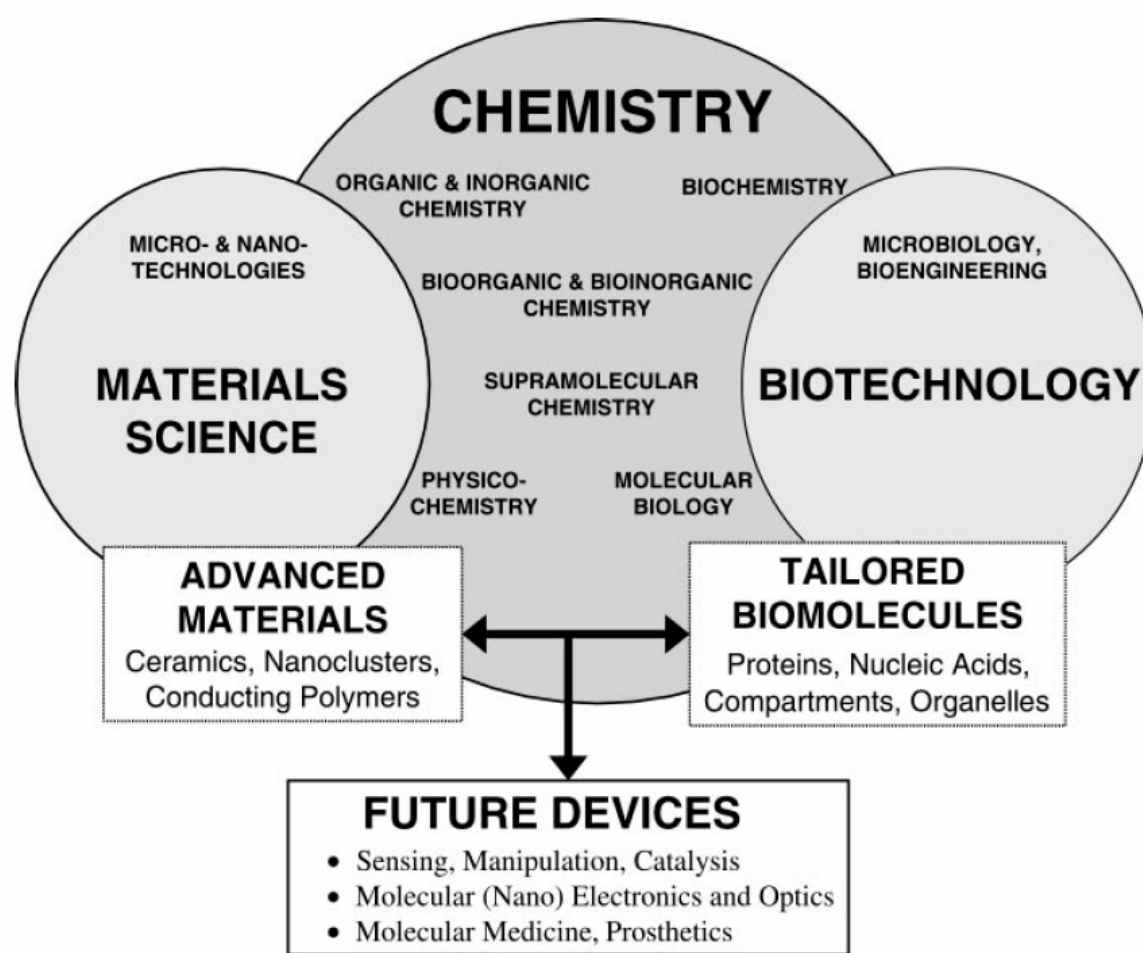 CHEMISTRY
ORGANIC & INORGANIC
CHEMISTRY
BIOCHEMISTRY
MICRO- & NANO-
TECHNOLOGIES
MICROBIOLOGY,
BIOENGINEERING
BIOORGANIC & BIOINORGANIC
CHEMISTRY
MATERIALS
SCIENCE
SUPRAMOLECULAR
CHEMISTRY
BIOTECHNOLOGY
PHYSICO-
CHEMISTRY
MOLECULAR
BIOLOGY
ADVANCED
MATERIALS
Ceramics, Nanoclusters,
Conducting Polymers
TAILORED
BIOMOLECULES
Proteins, Nucleic Acids,
Compartments, Organelles
FUTURE DEVICES
• Sensing, Manipulation, Catalysis
• Molecular (Nano) Electronics and Optics
• Molecular Medicine, Prosthetics